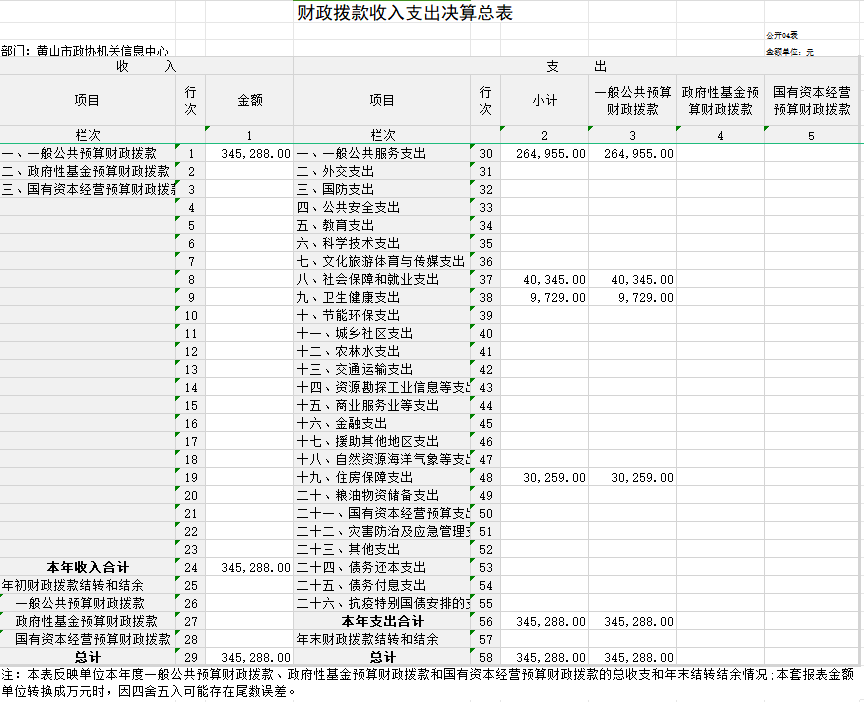 财政拨款收入支出决算总表
公开04表
部门：黄山市政协机关信息中心 金额单位：元
收 入 支 出
项目 行次 金额 项目 行次 小计 一般公共预算财政拨款 政府性基金预算财政拨款 国有资本经营预算财政拨款
栏次 1 栏次 2 3 4 5
一、一般公共预算财政拨款 1 345,288.00 一、一般公共服务支出 30 264,955.00 264,955.00
二、政府性基金预算财政拨款 2 二、外交支出 31
三、国有资本经营预算财政拨 3 三、国防支出 32
4 四、公共安全支出 33
5 五、教育支出 34
6 六、科学技术支出 35
7 七、文化旅游体育与传媒支出 36
8 八、社会保障和就业支出 37 40,345.00 40,345.00
9 九、卫生健康支出 38 9,729.00 9,729.00
10 十、节能环保支出 39
11 十一、城乡社区支出 40
12 十二、农林水支出 41
13 十三、交通运输支出 42
14 十四、资源勘探工业信息等支 43
15 十五、商业服务业等支出 44
16 十六、金融支出 45
17 十七、援助其他地区支出 46
18 十八、自然资源海洋气象等支 47
19 十九、住房保障支出 48 30,259.00 30,259.00
20 二十、粮油物资储备支出 49
21 二十一、国有资本经营预算支 50
22 二十二、灾害防治及应急管理 51
23 二十三、其他支出 52
本年收入合计 24 345,288.00 二十四、债务还本支出 53
年初财政拨款结转和结余 25 二十五、债务付息支出 54
一般公共预算财政拨款 26 二十六、抗疫特别国债安排的 55
政府性基金预算财政拨款 27 本年支出合计 56 345,288.00 345,288.00
国有资本经营预算财政拨款 28 年末财政拨款结转和结余 57
总计 29 345,288.00 总计 58 345,288.00 345,288.00
注：本表反映单位本年度一般公共预算财政拨款、政府性基金预算财政拨款和国有资本经营预算财政拨款的总收支和年末结转结余情况；本套报表金额
单位转换成万元时，因四舍五入可能存在尾数误差。